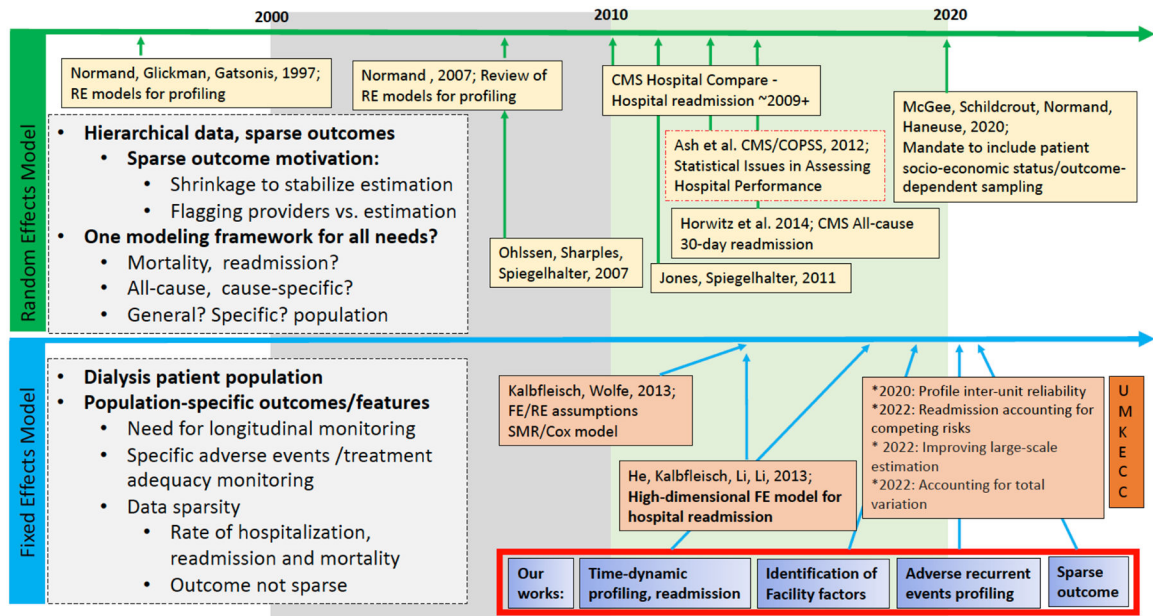 2000
2010
2020
Random Effects Model
Normand, Glickman, Gatsonis, 1997;
RE models for profiling
Normand , 2007; Review of
RE models for profiling
CMS Hospital Compare -
Hospital readmission ~2009+
McGee, Schildcrout, Normand,
Haneuse, 2020;
Mandate to include patient
socio-economic status/outcome-
dependent sampling
Ash et al. CMS/COPSS, 2012;
Statistical Issues in Assessing
Hospital Performance
Horwitz et al. 2014; CMS All-cause
30-day readmission
Ohlssen, Sharples,
Spiegelhalter, 2007
Jones, Spiegelhalter, 2011
• Hierarchical data, sparse outcomes
• Sparse outcome motivation:
• Shrinkage to stabilize estimation
• Flagging providers vs. estimation
• One modeling framework for all needs?
• Mortality, readmission?
• All-cause, cause-specific?
• General? Specific? population
Fixed Effects Model
• Dialysis patient population
• Population-specific outcomes/features
• Need for longitudinal monitoring
• Specific adverse events /treatment
adequacy monitoring
• Data sparsity
• Rate of hospitalization,
readmission and mortality
• Outcome not sparse
Kalbfleisch, Wolfe, 2013;
FE/RE assumptions
SMR/Cox model
He, Kalbfleisch, Li, Li, 2013;
High-dimensional FE model for
hospital readmission
*2020: Profile inter-unit reliability
*2022: Readmission accounting for
competing risks
* 2022: Improving large-scale
estimation
*2022: Accounting for total
variation
U
M
K
E
C
C
Our
works:
Time-dynamic
profiling, readmission
Identification of
Facility factors
Adverse recurrent
events profiling
Sparse
outcome